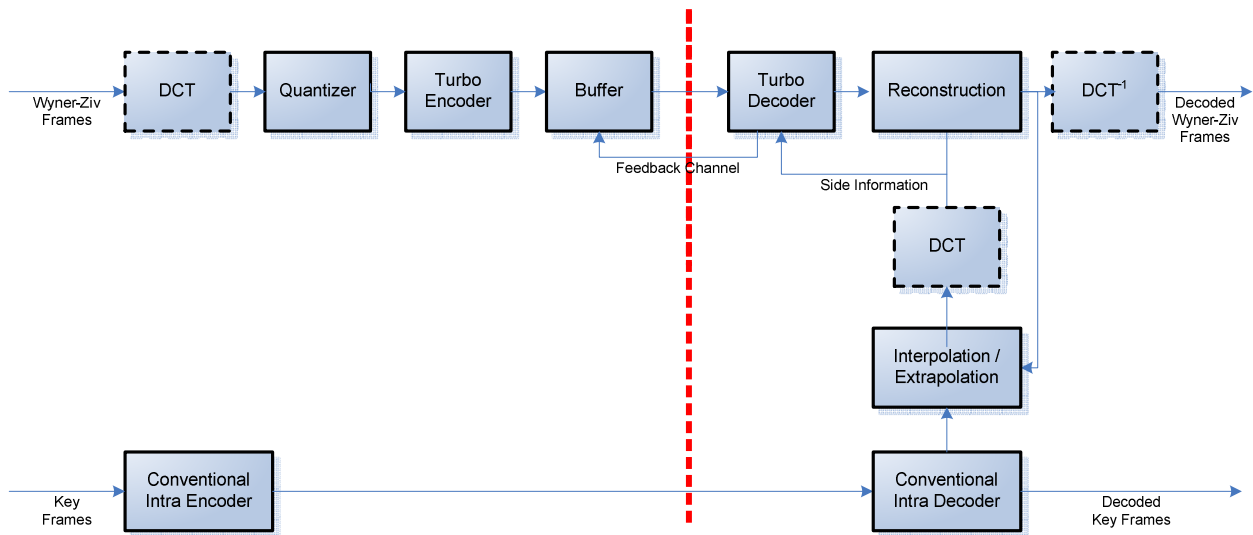 DCT
Quantizer
Turbo
Encoder
Buffer
Turbo
Decoder
Reconstruction
DCT-1
Wyner-Ziv
Frames
Decoded
Wyner-Ziv
Frames
Feedback Channel
Side Information
DCT
Interpolation /
Extrapolation
Conventional
Intra Encoder
Conventional
Intra Decoder
Key
Frames
Decoded
Key Frames